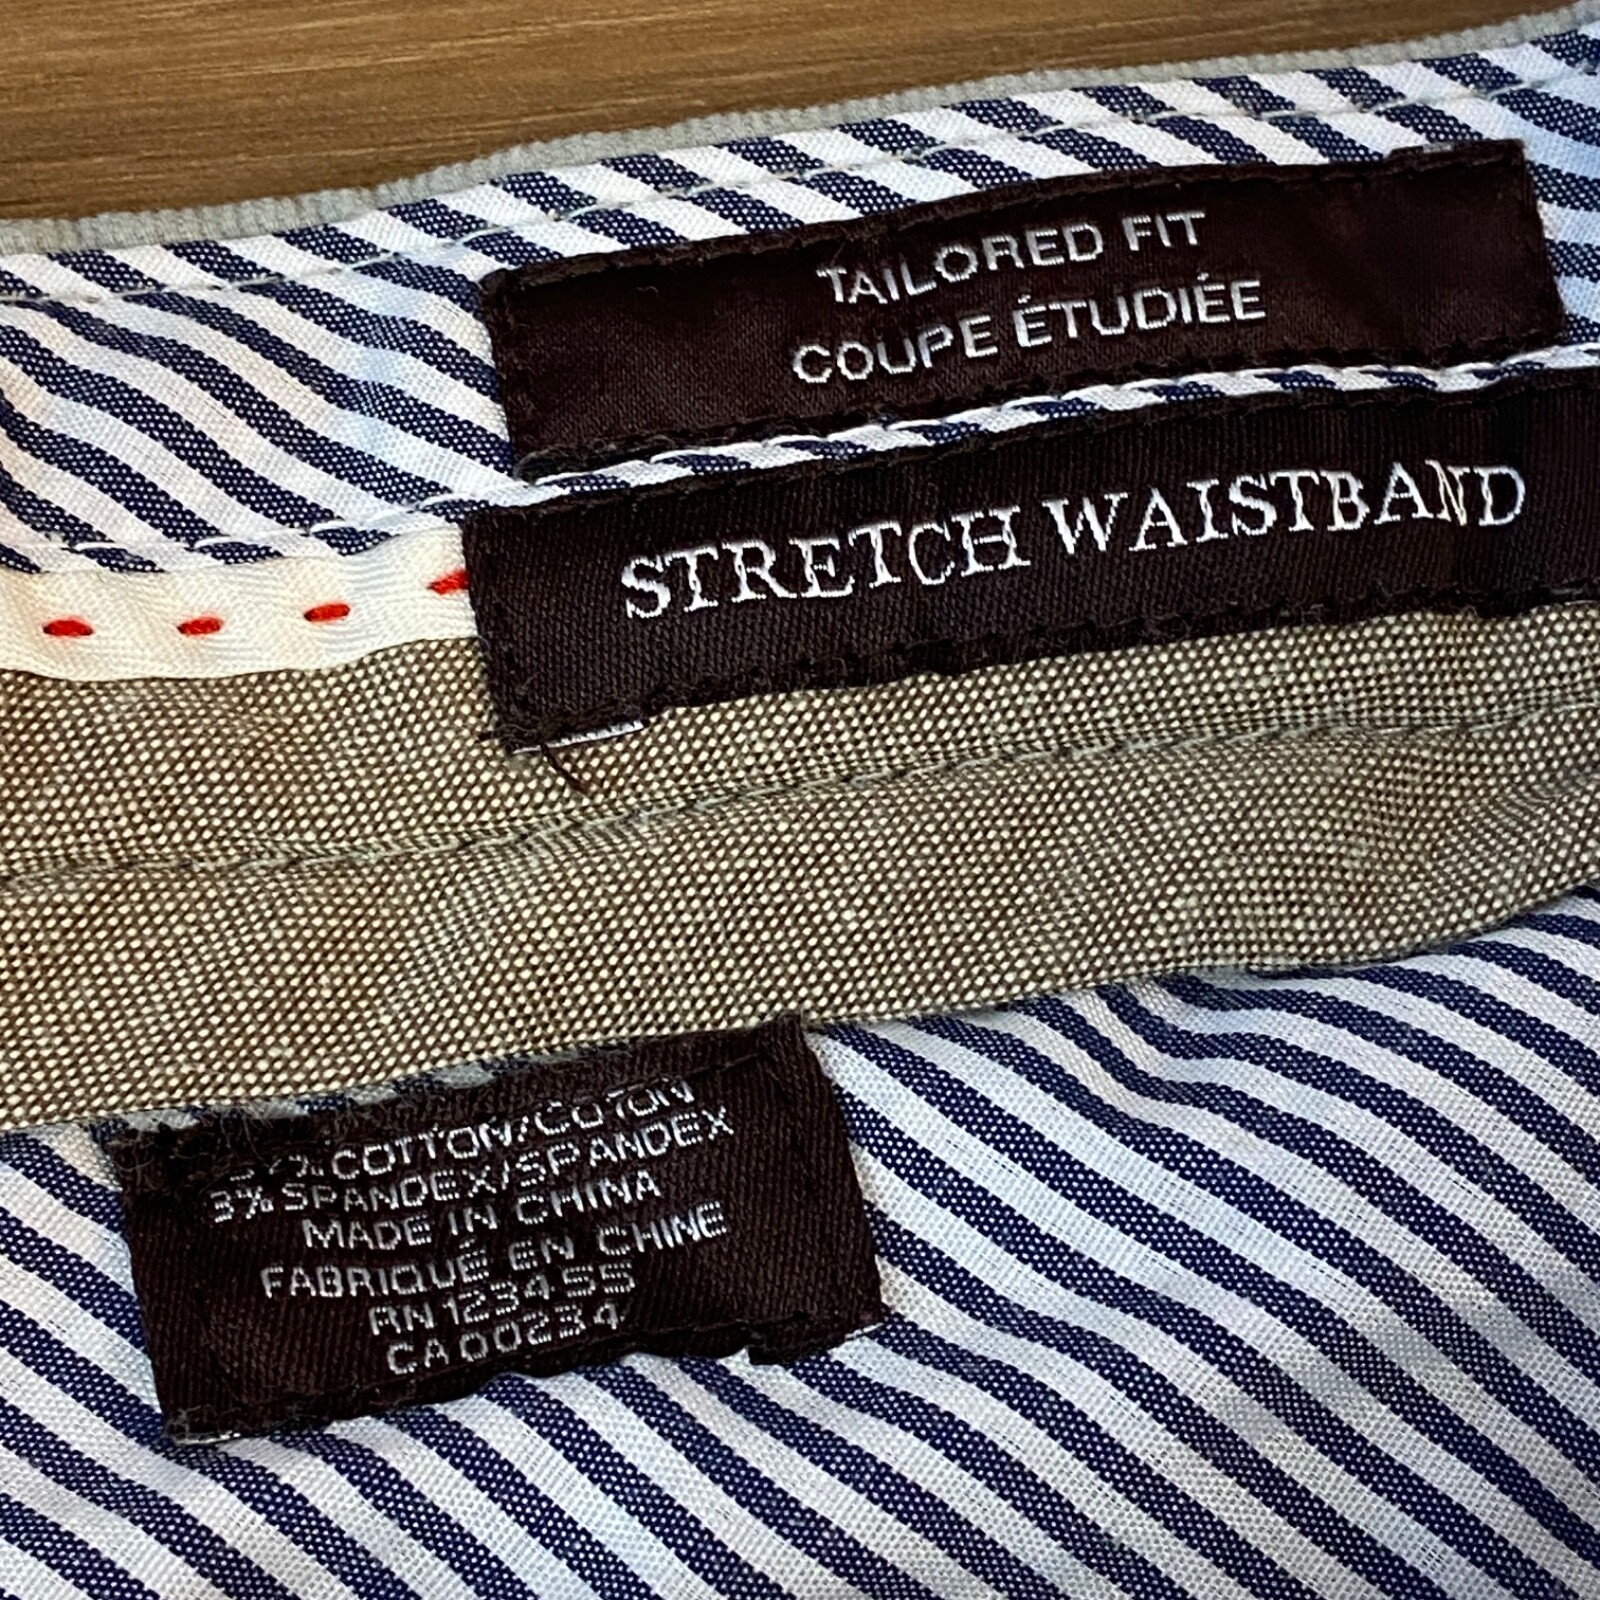 TAILORED FIT
COUPE ÉTUDIÉE
STRETCH WAISTBAND
COTTON/COTON
3% SPANDEX/SPANDEX
MADE IN CHINA
FABRIQUÉ EN CHINE
RN 123455
CA 00234